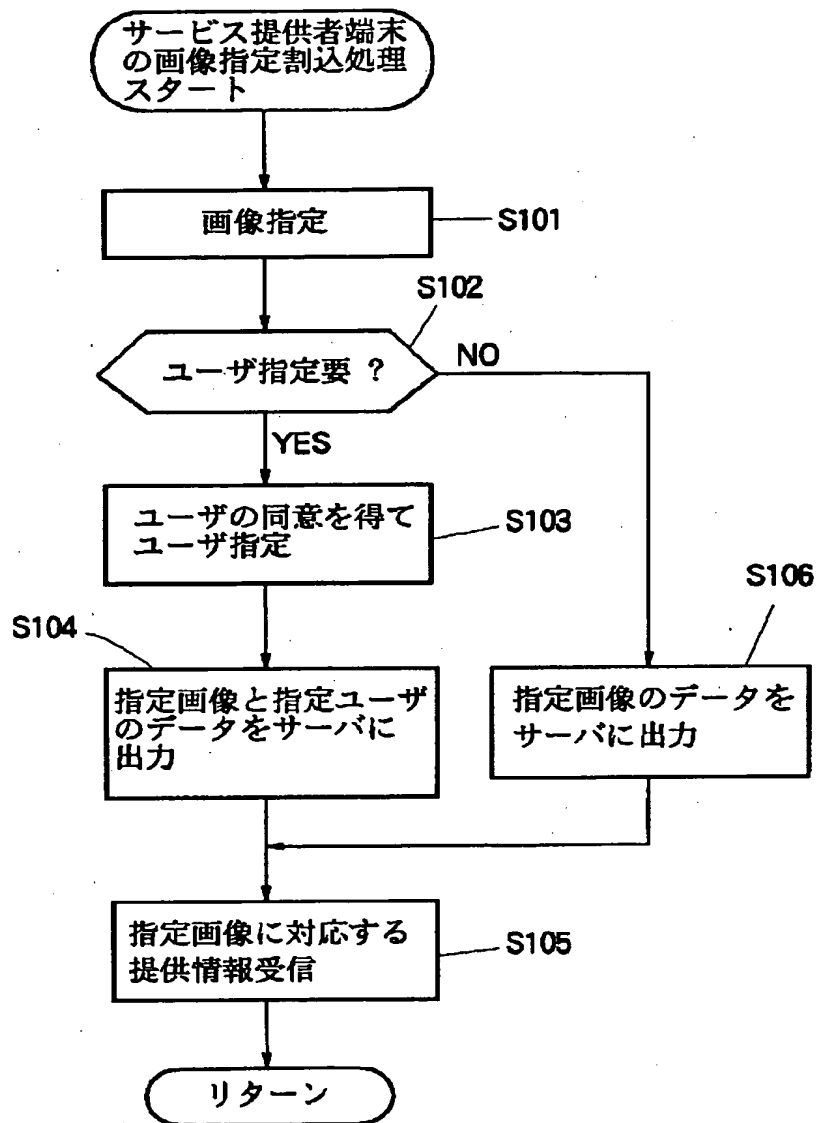 サービス提供者端末
の画像指定割込処理
スタート
画像指定
S101
S102
ユーザ指定要 ?
NO
YES
ユーザの同意を得て
ユーザ指定
S103
S106
S104
指定画像と指定ユーザ
のデータをサーバに
出力
指定画像のデータを
サーバに出力
指定画像に対応する
提供情報受信
S105
リターン